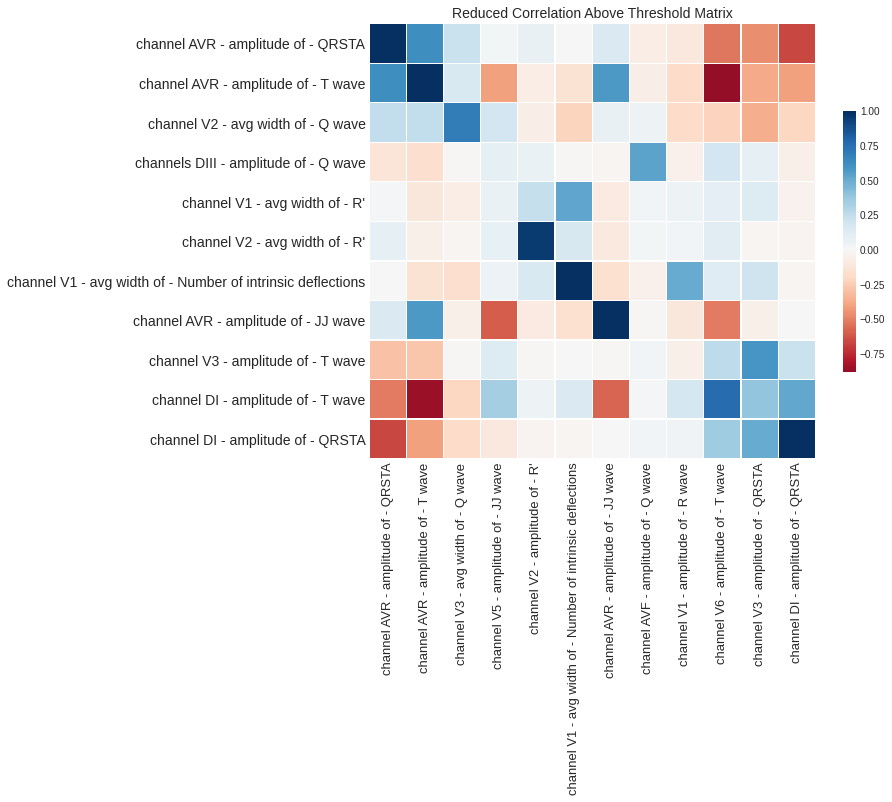 Reduced Correlation Above Threshold Matrix
channel AVR - amplitude of - QRSTA
channel AVR - amplitude of - T wave
channel V2 - avg width of - Q wave
channels DIII - amplitude of - Q wave
channel V1 - avg width of - R'
channel V2 - avg width of - R'
channel V1 - avg width of - Number of intrinsic deflections
channel AVR - amplitude of - JJ wave
channel V3 - amplitude of - T wave
channel DI - amplitude of - T wave
channel DI - amplitude of - QRSTA
channel AVR - amplitude of - QRSTA
channel AVR - amplitude of - T wave
channel V3 - avg width of - Q wave
channel V5 - amplitude of - JJ wave
channel V2 - amplitude of - R'
channel V1 - avg width of - Number of intrinsic deflections
channel AVR - amplitude of - JJ wave
channel AVF - amplitude of - Q wave
channel V1 - amplitude of - R wave
channel V6 - amplitude of - T wave
channel V3 - amplitude of - QRSTA
channel DI - amplitude of - QRSTA
1.00
0.75
0.50
0.25
0.00
−0.25
−0.50
−0.75